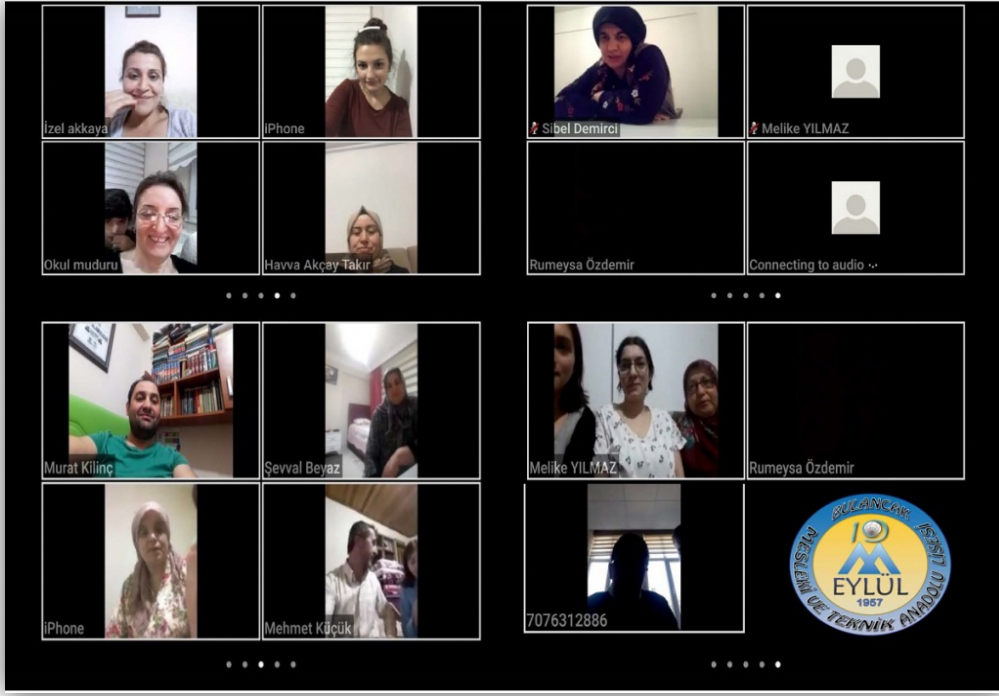 İzel akkaya
iPhone
Okul muduru
Havva Akçay Takır
Sibel Demirci
Melike YILMAZ
Rumeysa Özdemir
Connecting to audio
Murat Kilinç
Şevval Beyaz
iPhone
Mehmet Küçük
Melike YILMAZ
Rumeysa Özdemir
7076312886
BULANCAK
19
M
EYLÜL
1957
MESLEKİ VE TEKNİK ANADOLU LİSESİ